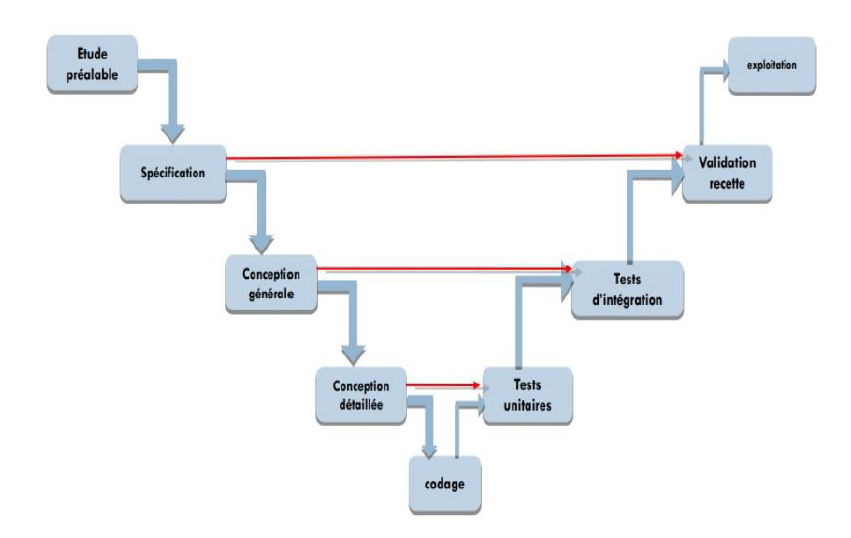 Etude
préalable
exploitation
Spécification
Validation
recette
Conception
générale
Tests
d'intégration
Conception
détaillée
Tests
unitaires
codage